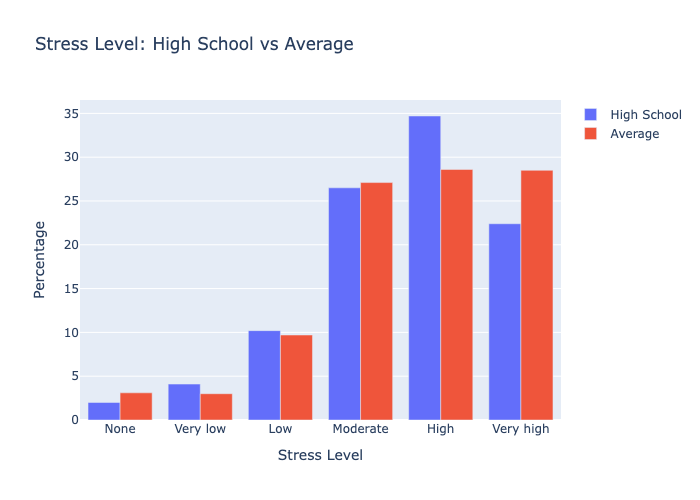 Stress Level: High School vs Average
High School
Average
35
30
25
20
15
10
5
0
Percentage
None
Very low
Low
Moderate
High
Very high
Stress Level